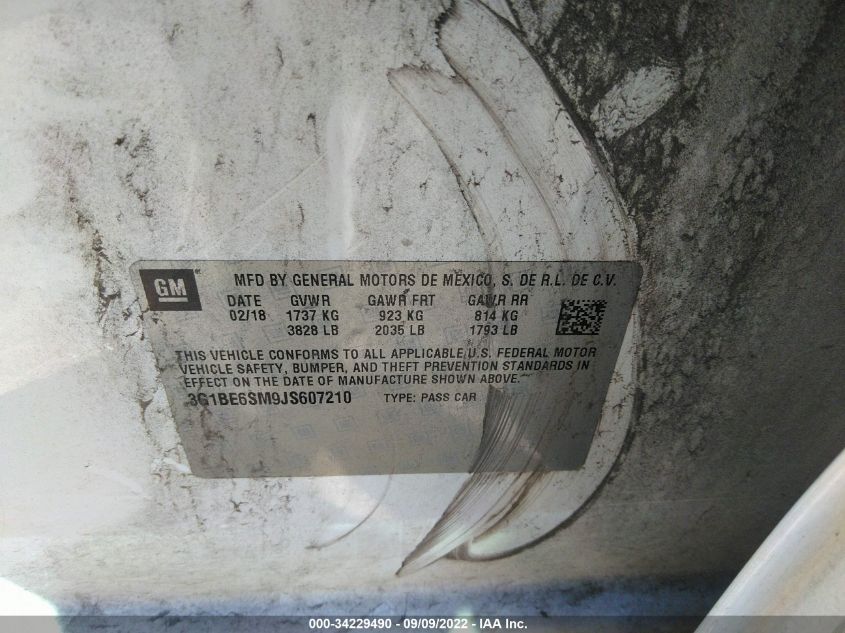 GM
MFD BY GENERAL MOTORS DE MEXICO, S. DE R.L. DE C.V.
DATE GVWR GAWR FRT GAWR RR
02/18 1737 KG 923 KG 814 KG
3828 LB 2035 LB 1793 LB
THIS VEHICLE CONFORMS TO ALL APPLICABLE U.S. FEDERAL MOTOR
VEHICLE SAFETY, BUMPER, AND THEFT PREVENTION STANDARDS IN
EFFECT ON THE DATE OF MANUFACTURE SHOWN ABOVE.
3G1BE6SM9JS607210 TYPE: PASS CAR
000-34229490 - 09/09/2022 - IAA Inc.